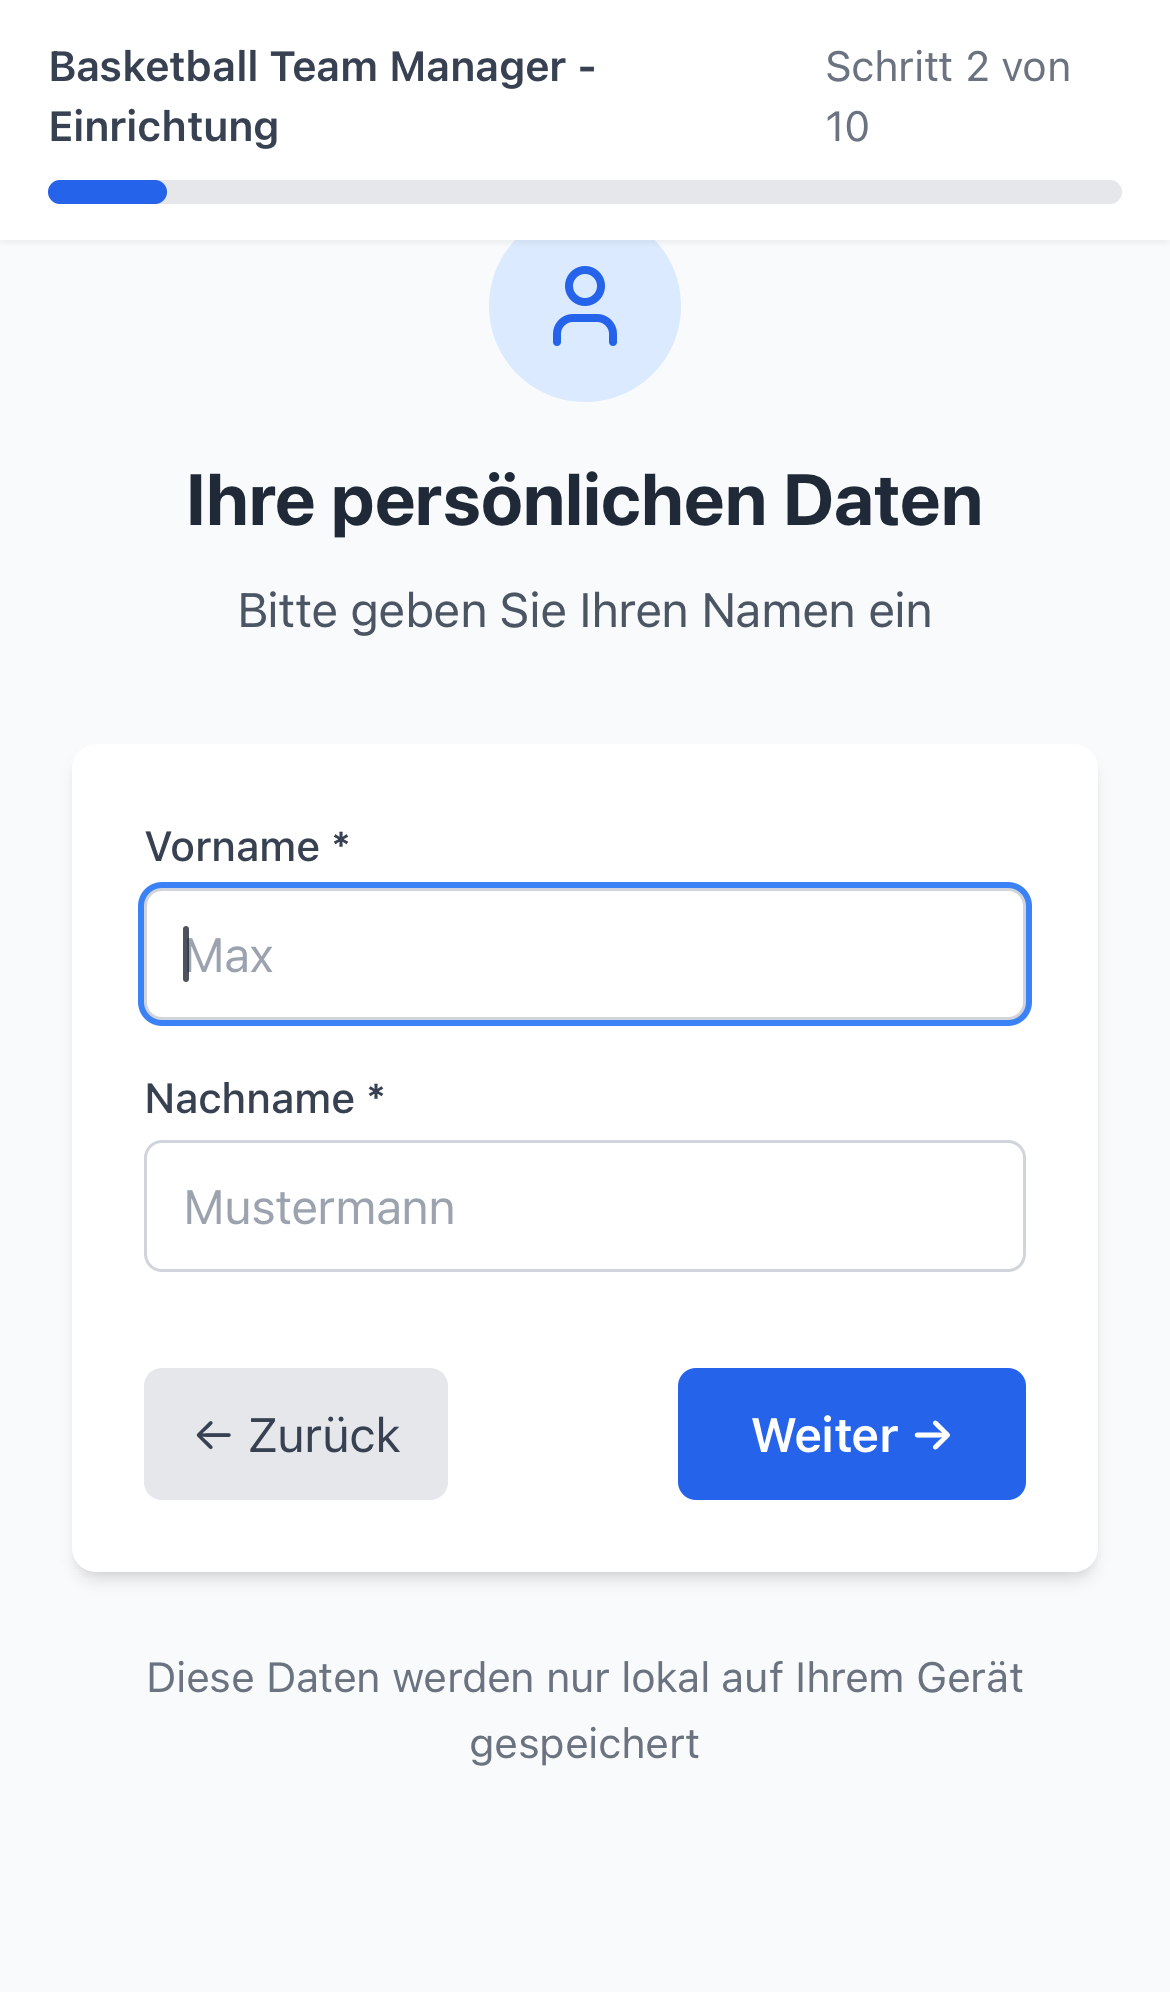 Basketball Team Manager -
Einrichtung
Schritt 2 von
10
Ihre persönlichen Daten
Bitte geben Sie Ihren Namen ein
Vorname *
Max
Nachname *
Mustermann
← Zurück
Weiter →
Diese Daten werden nur lokal auf Ihrem Gerät
gespeichert